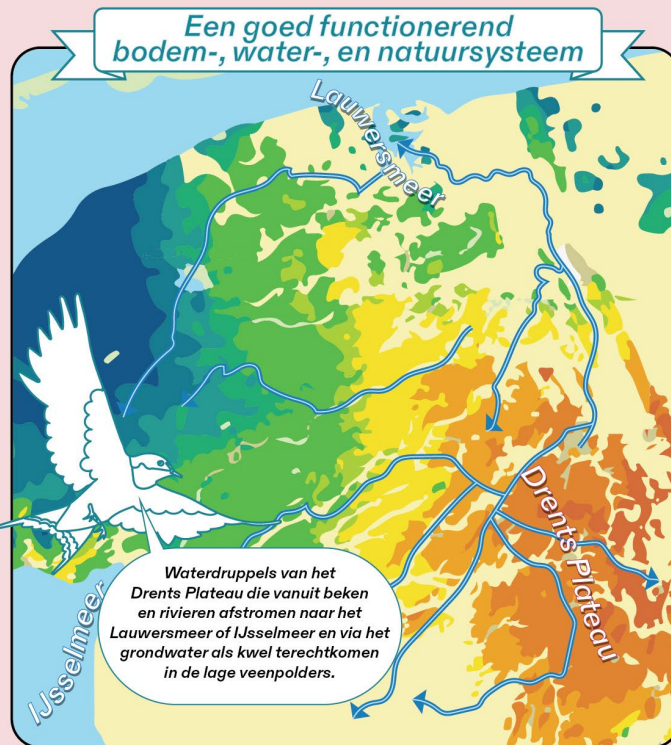 Een goed functionerend
bodem-, water-, en natuursysteem
Lauwersmeer
Drents Plateau
Waterdruppels van het
Drents Plateau die vanuit beken
en rivieren afstromen naar het
Lauwersmeer of IJsselmeer en via het
grondwater als kwel terechtkomen
in de lage veenpolders.
IJsselmeer